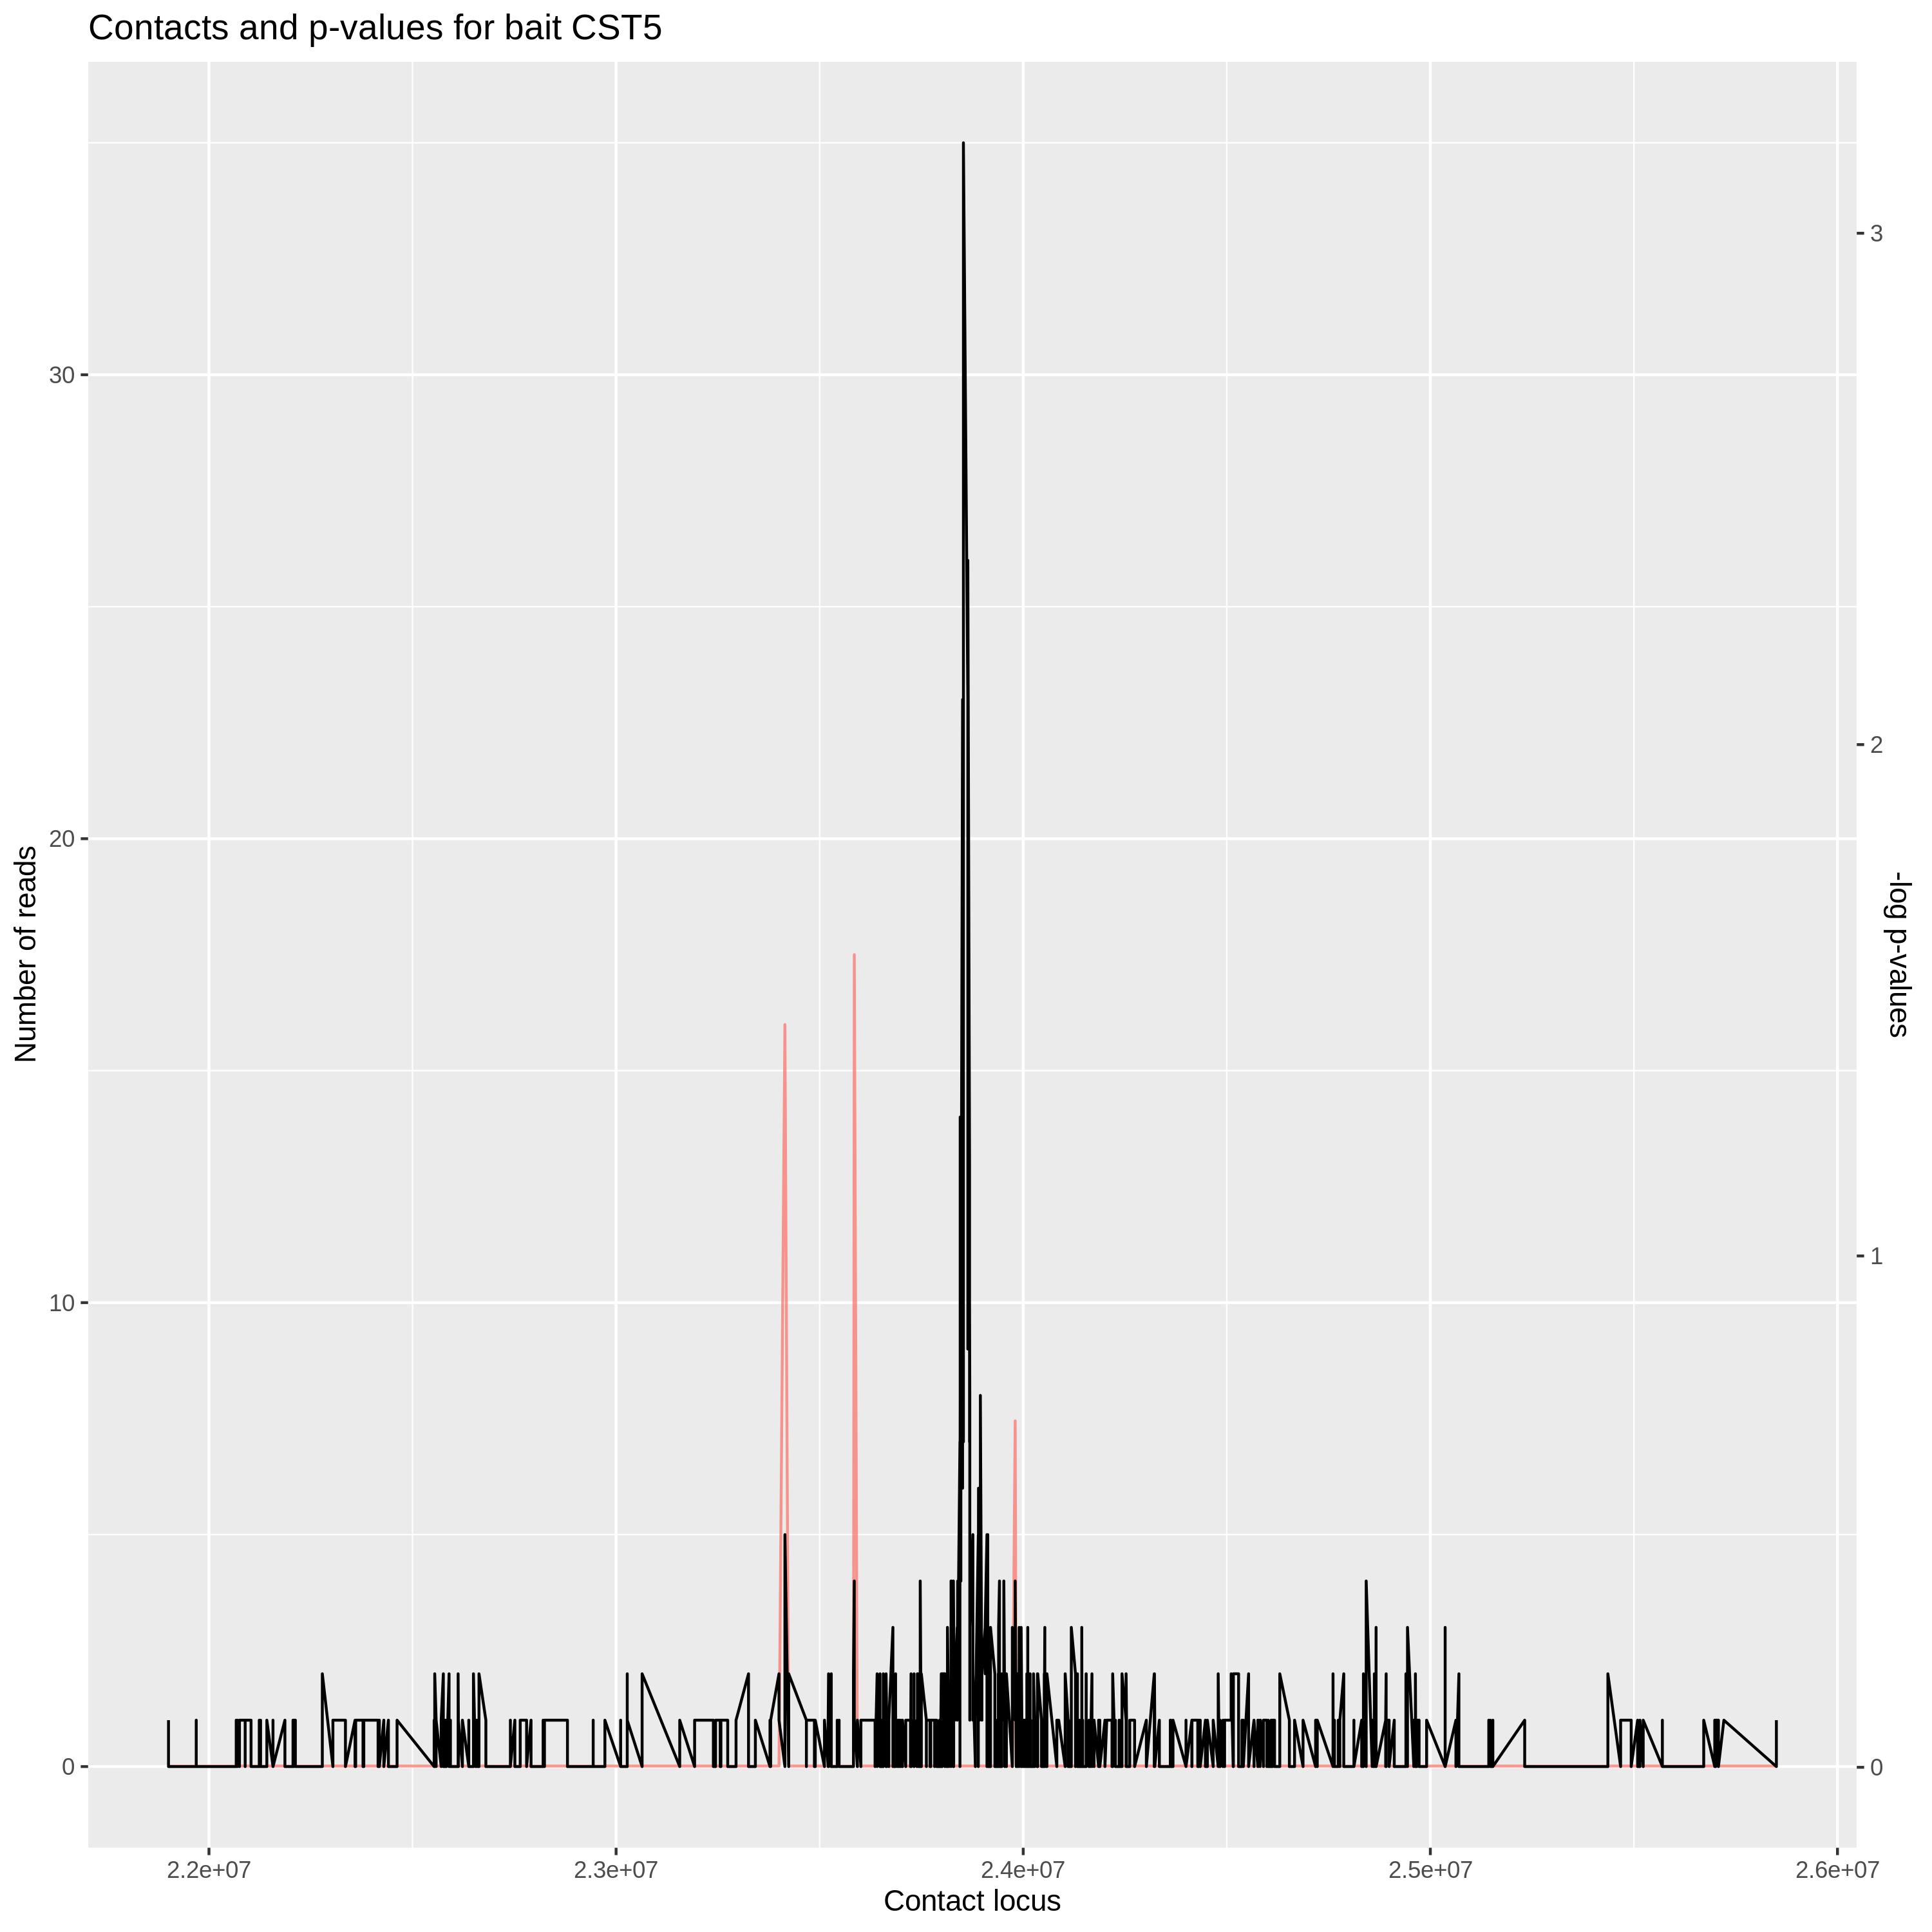 Contacts and p-values for bait CST5
30
20
10
0
Number of reads
3
2
1
0
-log p-values
2.2e+07 2.3e+07 2.4e+07 2.5e+07 2.6e+07
Contact locus